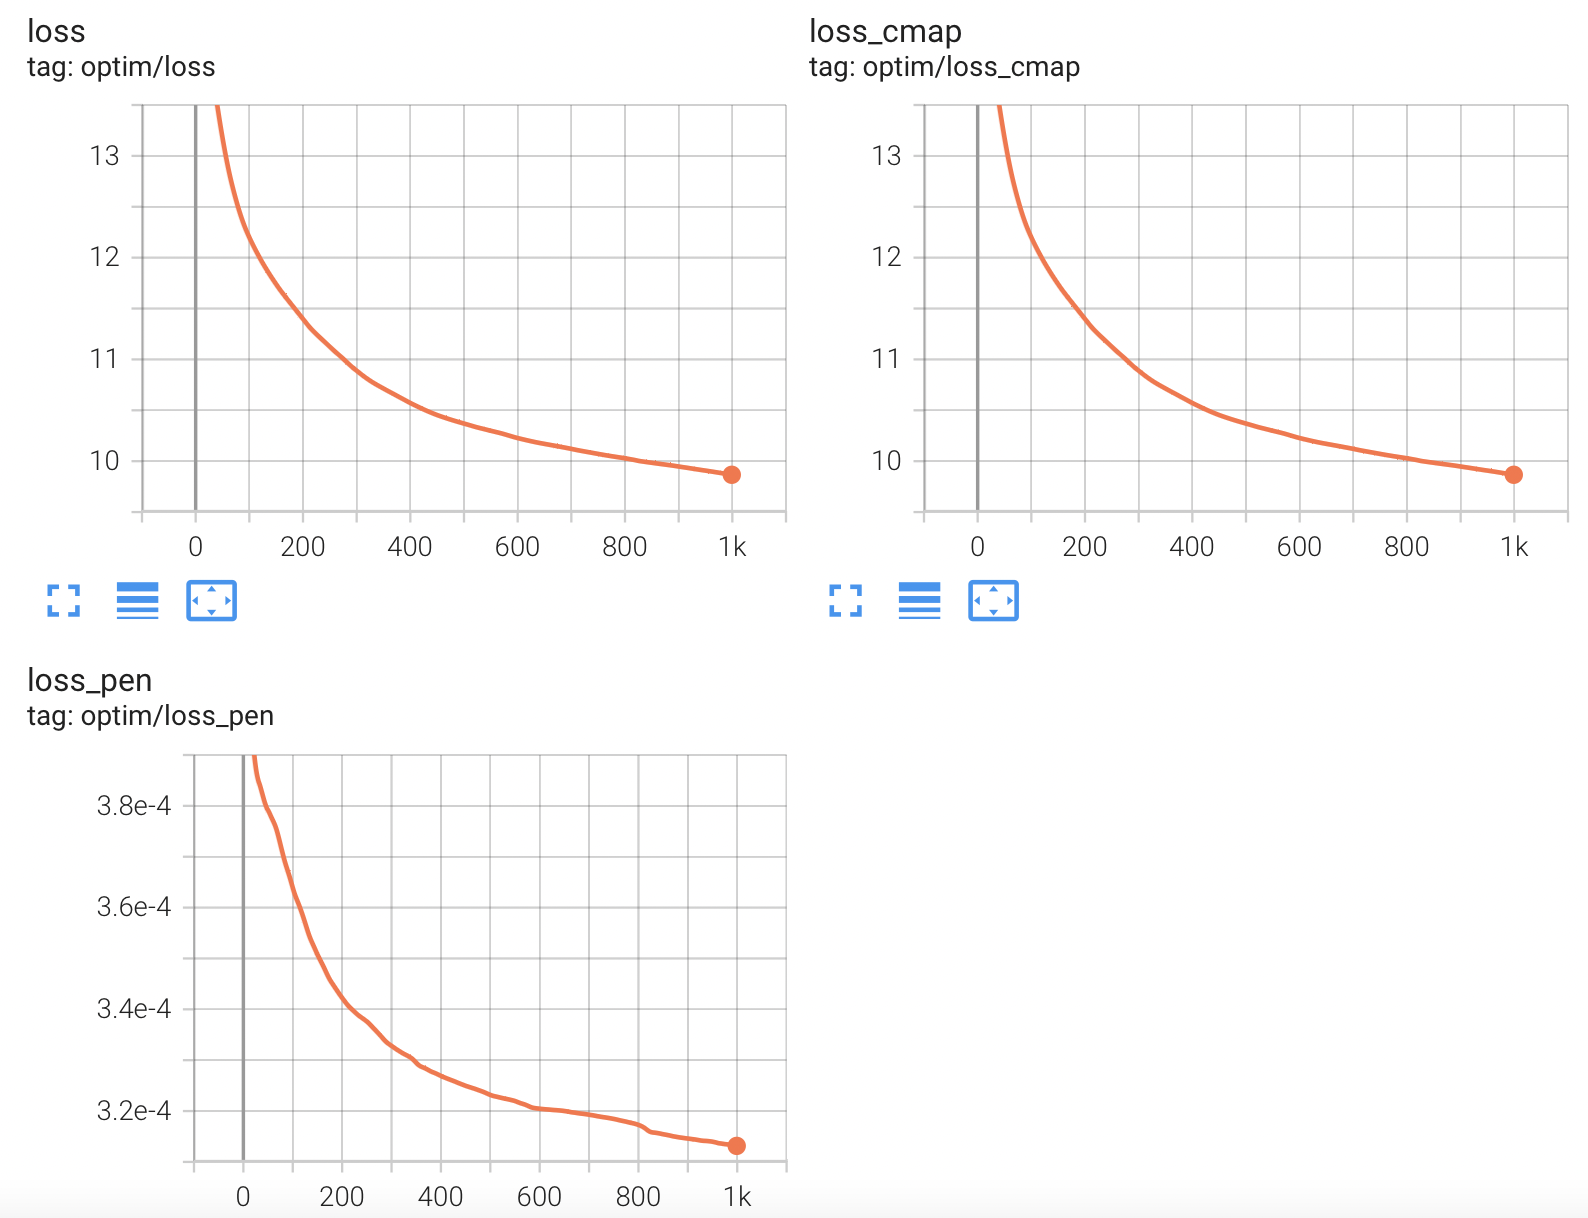 loss
tag: optim/loss
13
12
11
10
0 200 400 600 800 1k
loss_cmap
tag: optim/loss_cmap
13
12
11
10
0 200 400 600 800 1k
loss_pen
tag: optim/loss_pen
3.8e-4
3.6e-4
3.4e-4
3.2e-4
0 200 400 600 800 1k